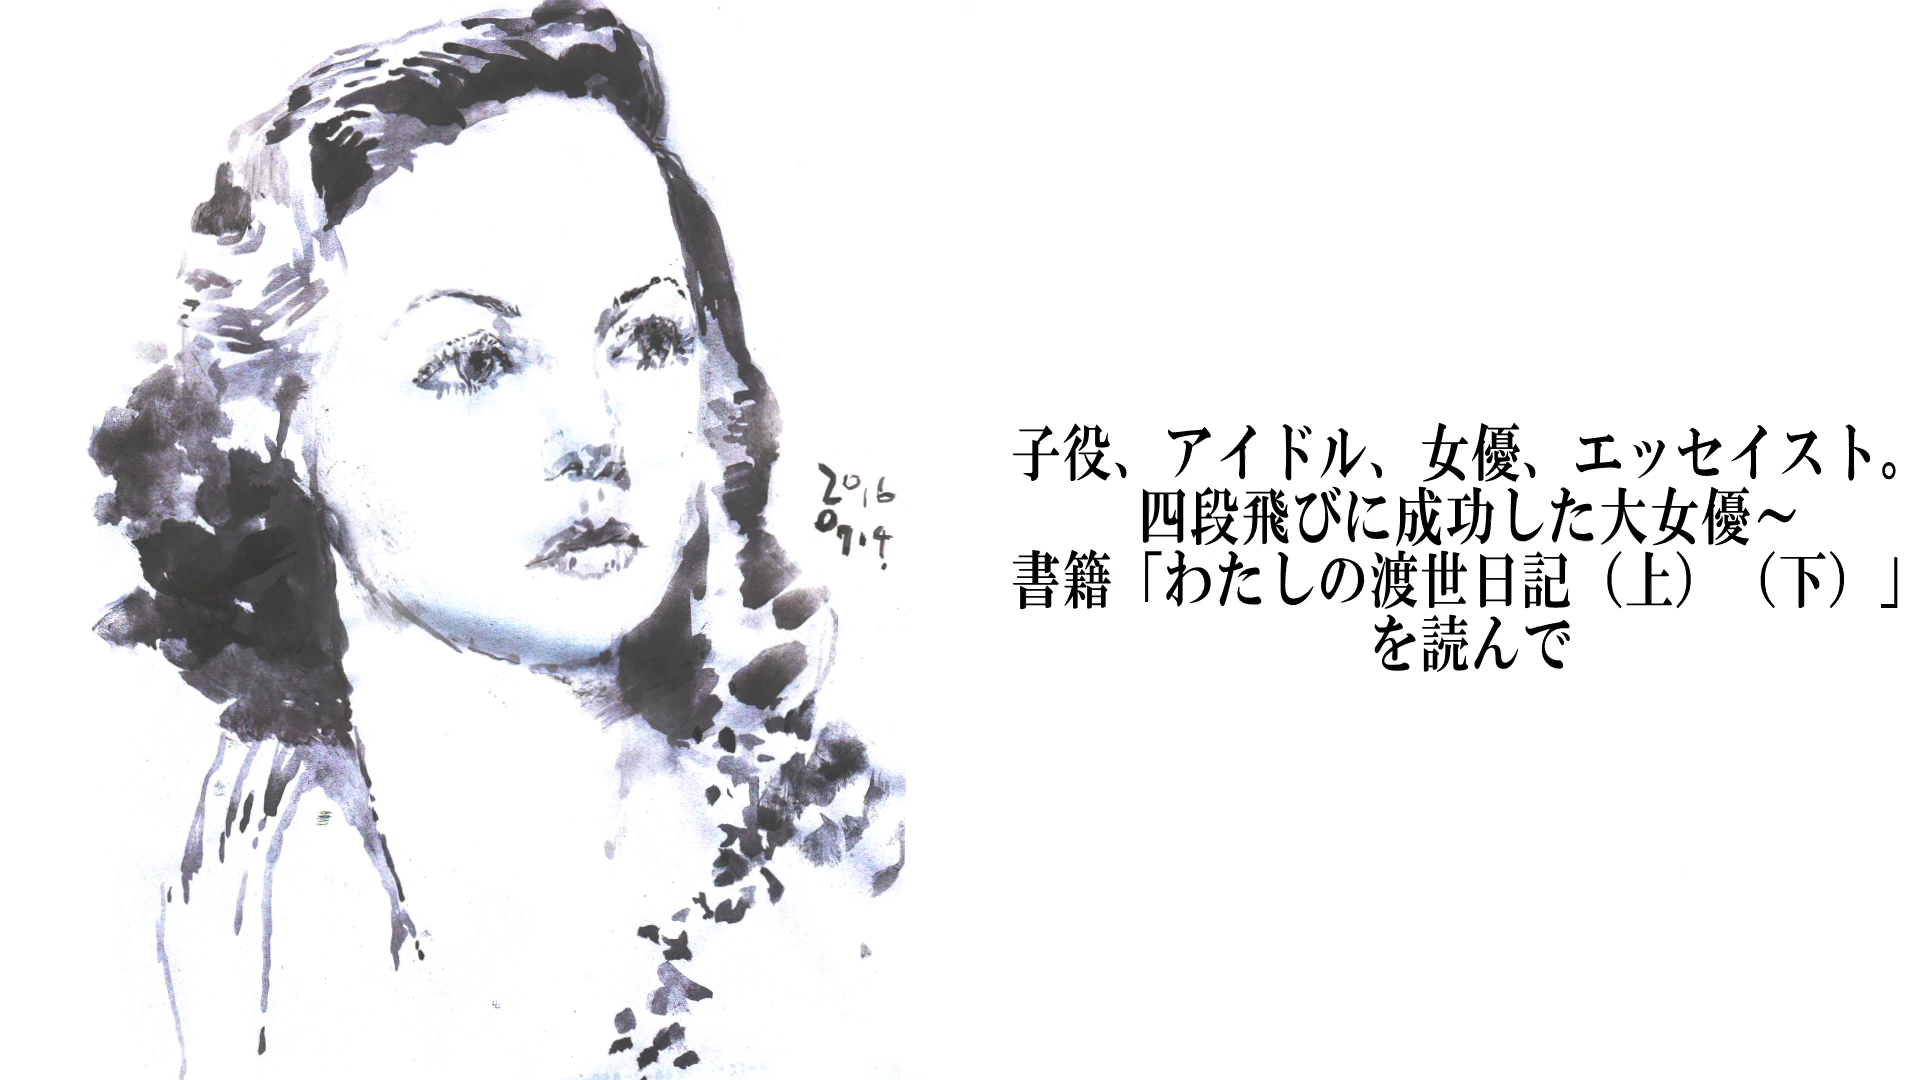 2016
0714.
子役、アイドル、女優、エッセイスト。
四段飛びに成功した大女優～
書籍「わたしの渡世日記（上）（下）」
を読んで